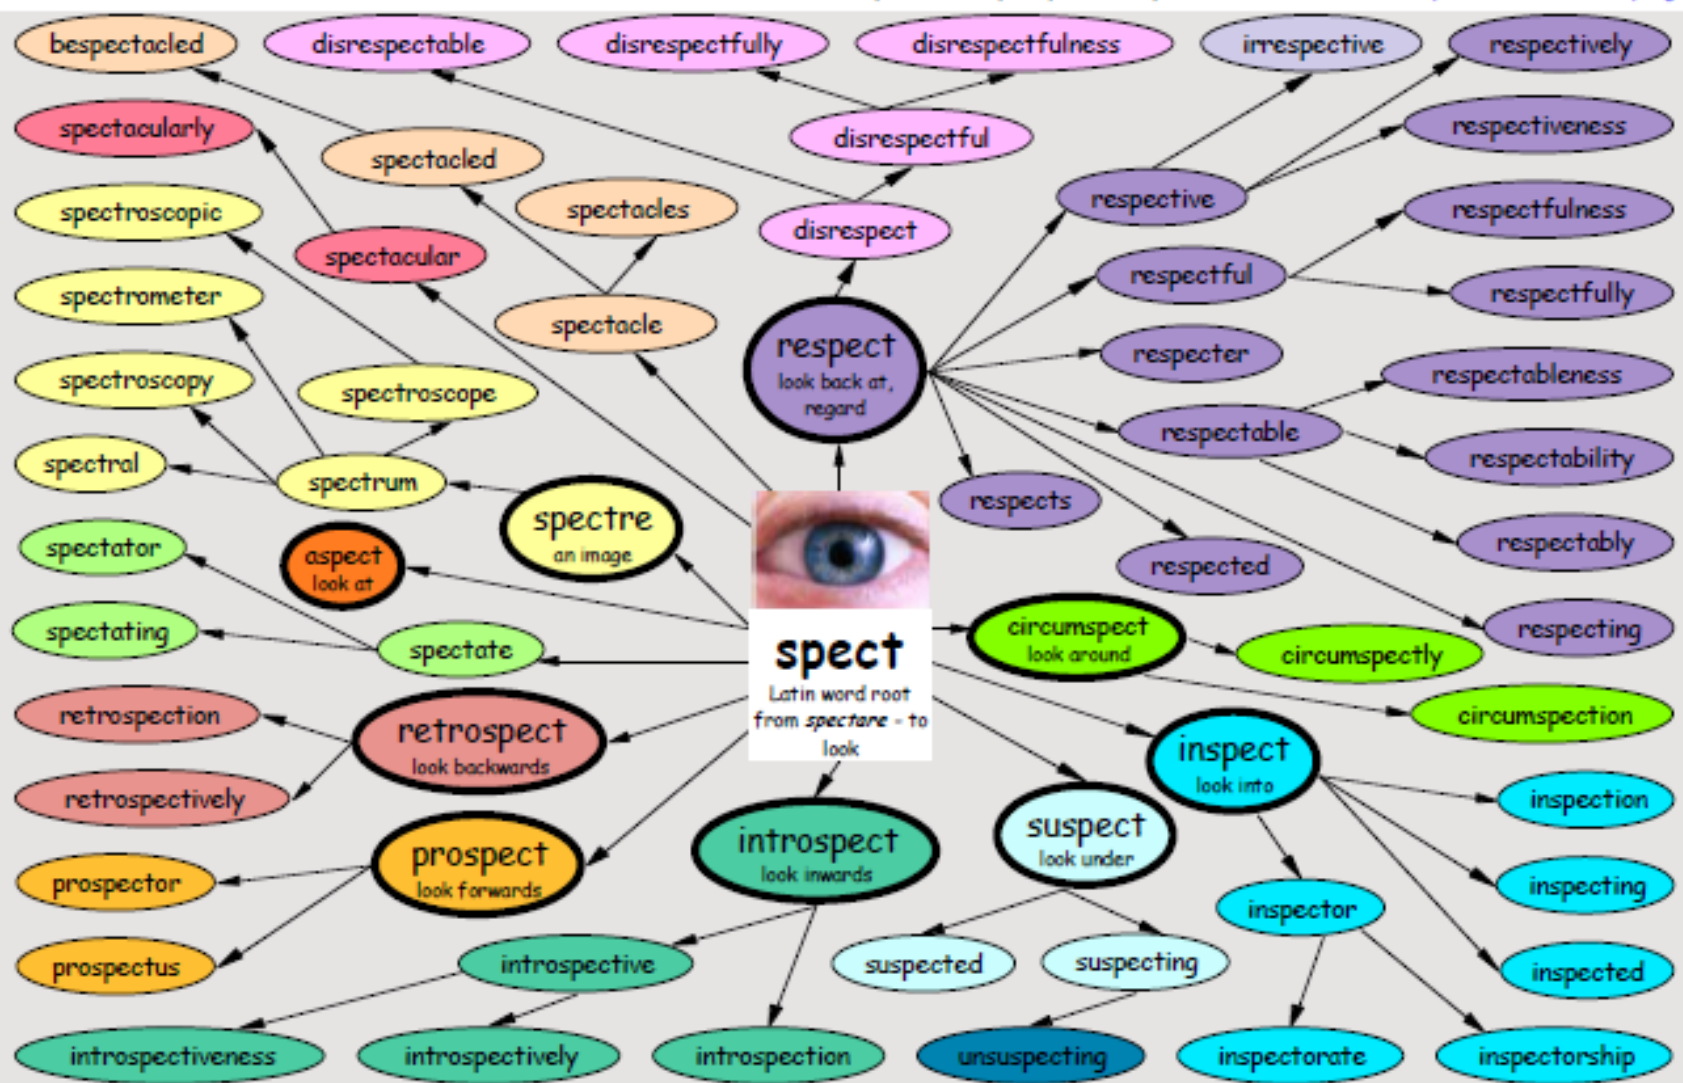 bespectacled
disrespectable
disrespectfully
disrespectfulness
irrespective
respectively
spectacularly
spectacled
disrespectful
respectiveness
spectroscopic
spectacles
disrespect
respective
respectfulness
spectacular
respectful
respectfully
spectrometer
spectacle
respect
look back at,
regard
respecter
spectroscopy
spectroscope
respectableness
respectable
spectral
spectrum
respectability
respects
spectre
an image
spectator
aspect
look at
respected
respectably
spectating
spectate
spect
Latin word root
from spectare - to
look
circumspect
look around
circumspectly
respecting
retrospection
retrospect
look backwards
circumspection
inspect
look into
retrospectively
introspect
look inwards
suspect
look under
inspection
prospect
look forwards
prospector
inspector
inspecting
prospectus
introspective
suspected
suspecting
inspected
introspectiveness
introspectively
introspection
unsuspecting
inspectorate
inspectorship